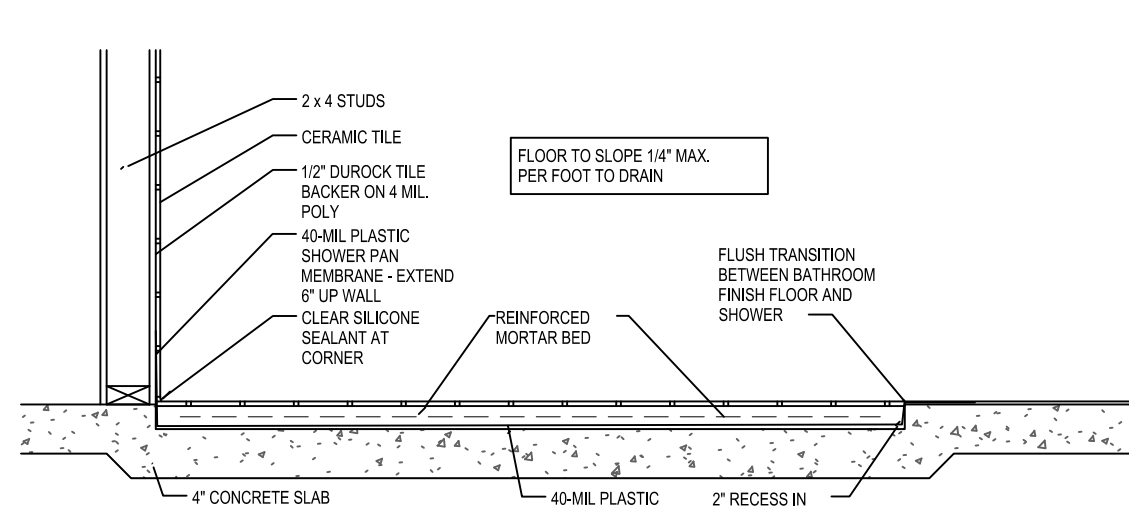 2 x 4 STUDS
CERAMIC TILE
1/2" DUROCK TILE
BACKER ON 4 MIL.
POLY
40-MIL PLASTIC
SHOWER PAN
MEMBRANE - EXTEND
6" UP WALL
CLEAR SILICONE
SEALANT AT
CORNER
FLOOR TO SLOPE 1/4" MAX.
PER FOOT TO DRAIN
REINFORCED
MORTAR BED
FLUSH TRANSITION
BETWEEN BATHROOM
FINISH FLOOR AND
SHOWER
4" CONCRETE SLAB
40-MIL PLASTIC
2" RECESS IN